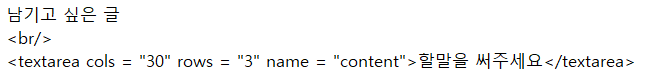 남기고 싶은 글
<br/>
<textarea cols = "30" rows = "3" name = "content">할말을 써주세요</textarea>